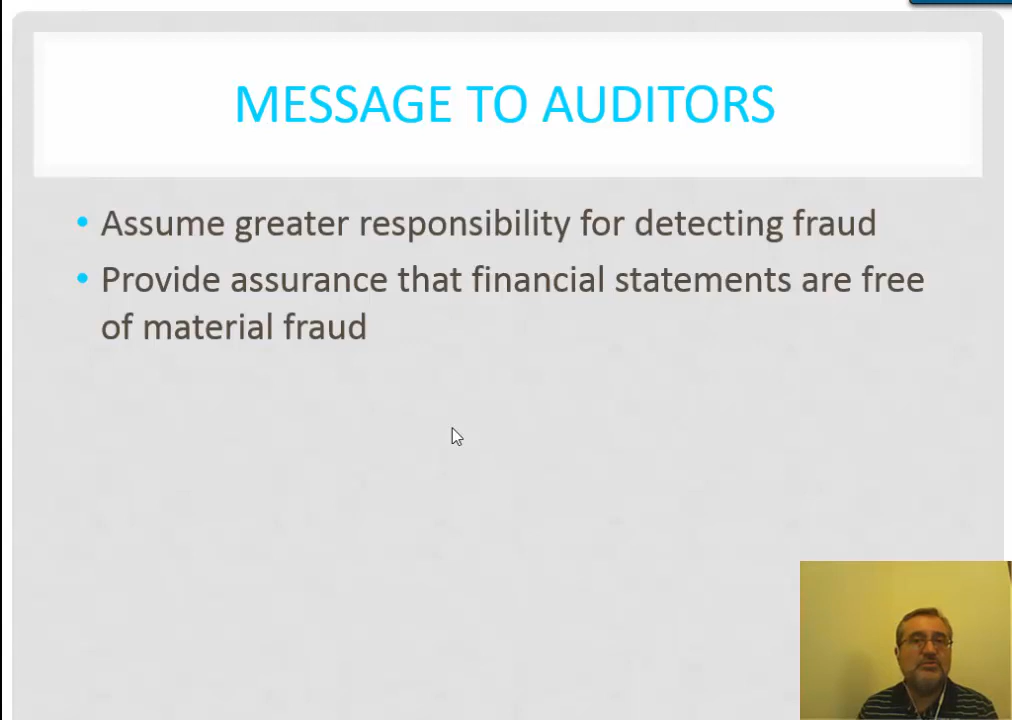 MESSAGE TO AUDITORS
• Assume greater responsibility for detecting fraud
• Provide assurance that financial statements are free
of material fraud